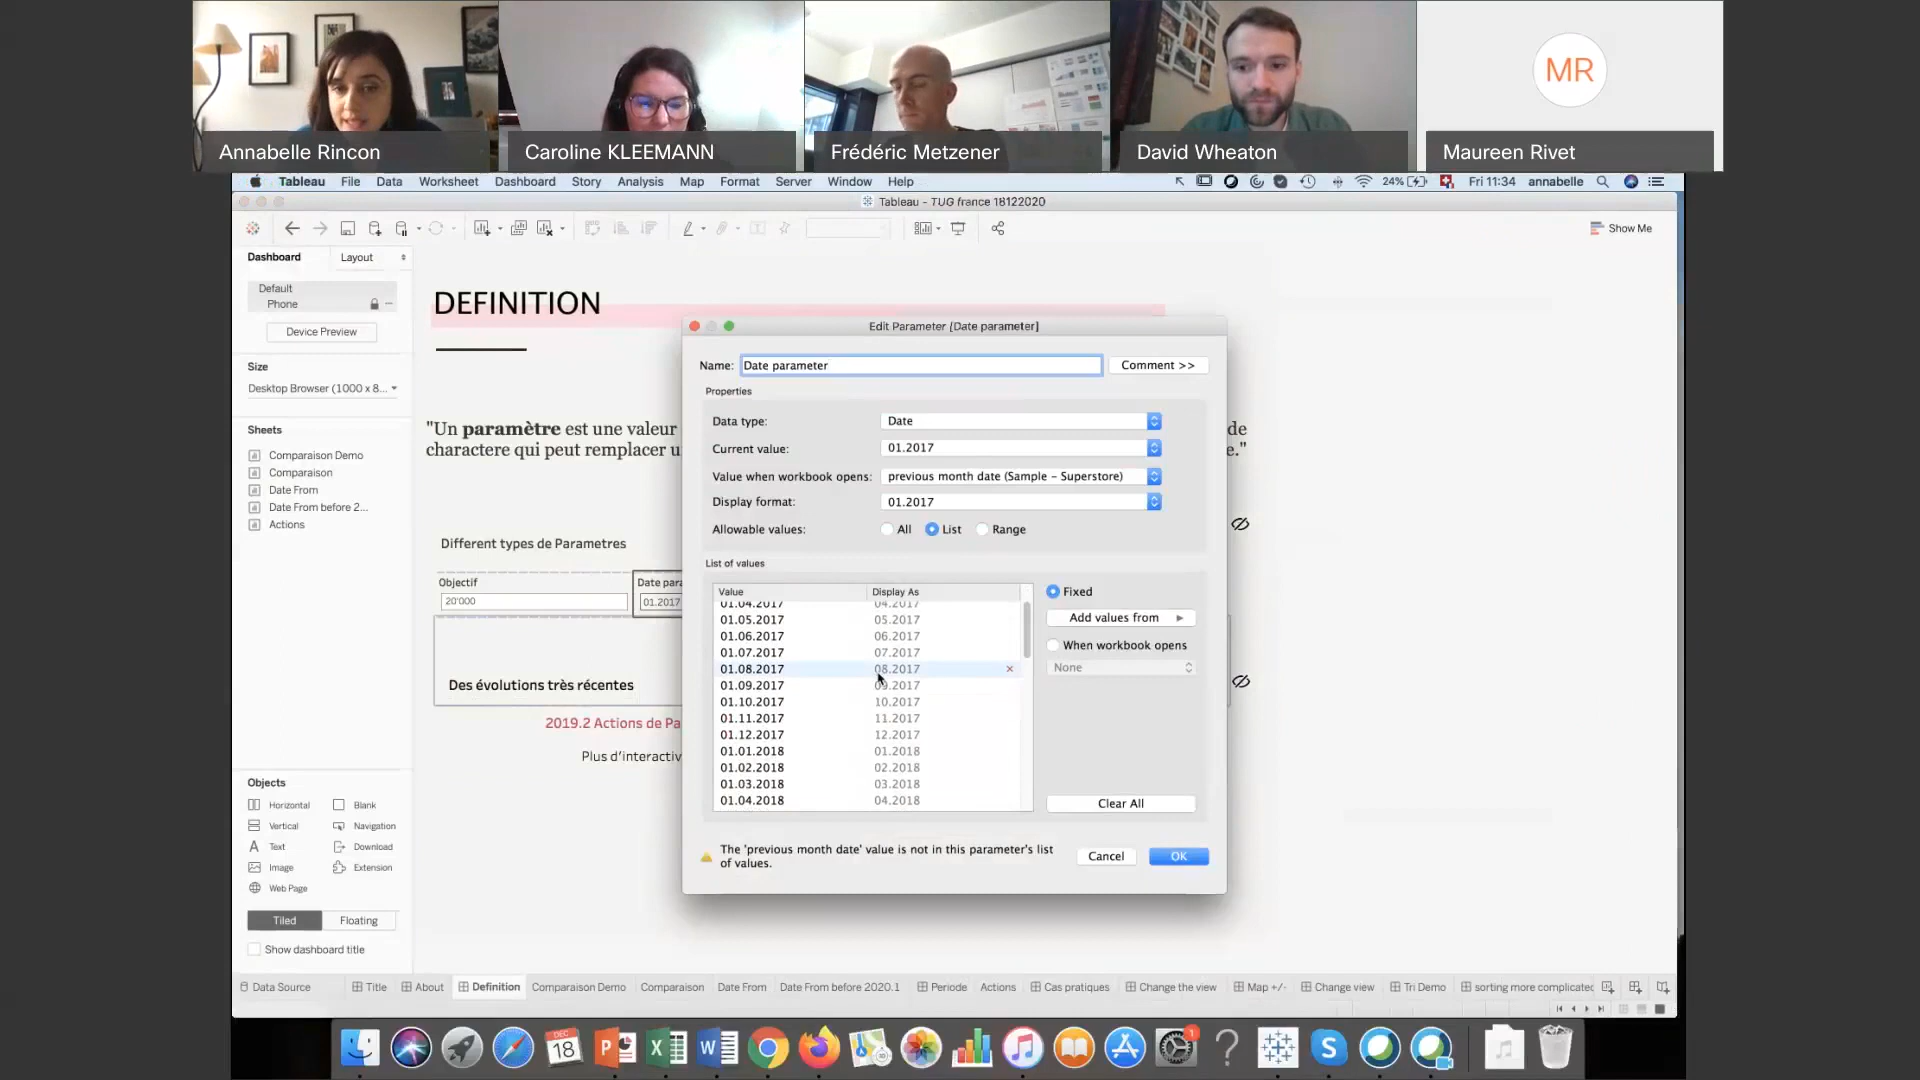 Annabelle Rincon
Caroline KLEEMANN
Frédéric Metzener
David Wheaton
MR
Maureen Rivet
Tableau File Data Worksheet Dashboard Story Analysis Map Format Server Window Help
24% Fri 11:34 annabelle
Tableau - TUG france 18122020
Show Me
Dashboard Layout
Default
Phone
Device Preview
Size
Desktop Browser (1000 x 8...
Sheets
Comparaison Demo
Comparaison
Date From
Date From before 2...
Actions
Objects
Horizontal Blank
Vertical Navigation
Text Download
Image Extension
Web Page
Tiled Floating
Show dashboard title
DEFINITION
"Un paramètre est une valeur de
charactere qui peut remplacer u e."
Different types de Parametres
Objectif Date para
20'000 01.2017
Des évolutions très récentes
2019.2 Actions de Pa
Plus d'interactiv
Edit Parameter [Date parameter]
Name: Date parameter Comment >>
Properties
Data type: Date
Current value: 01.2017
Value when workbook opens: previous month date (Sample - Superstore)
Display format: 01.2017
Allowable values: All List Range
List of values
Value Display As
01.04.2017 04.2017
01.05.2017 05.2017
01.06.2017 06.2017
01.07.2017 07.2017
01.08.2017 08.2017 ×
01.09.2017 09.2017
01.10.2017 10.2017
01.11.2017 11.2017
01.12.2017 12.2017
01.01.2018 01.2018
01.02.2018 02.2018
01.03.2018 03.2018
01.04.2018 04.2018
Fixed
Add values from
When workbook opens
None
Clear All
The 'previous month date' value is not in this parameter's list
of values.
Cancel OK
Data Source Title About Definition Comparaison Demo Comparaison Date From Date From before 2020.1 Periode Actions Cas pratiques Change the view Map +/- Change view Tri Demo sorting more complicated
DEC
18
P X W
1
? S